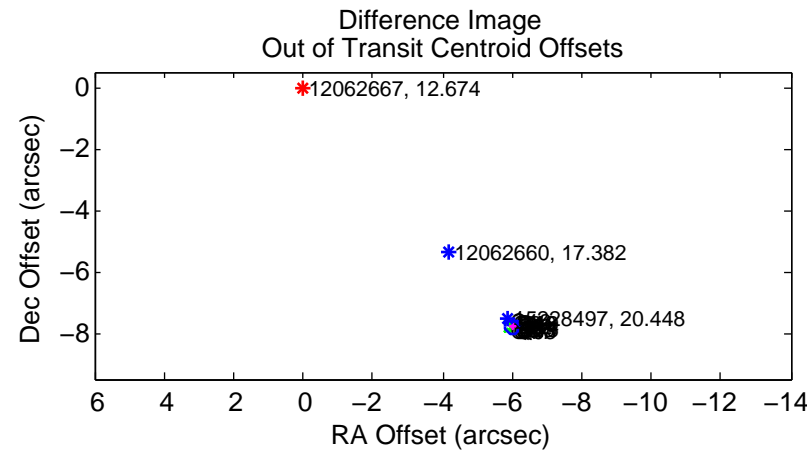 Difference Image
Out of Transit Centroid Offsets
Dec Offset (arcsec)
0
−2
−4
−6
−8
12062667, 12.674
12062660, 17.382
20.448
6 4 2 0 −2 −4 −6 −8 −10 −12 −14
RA Offset (arcsec)